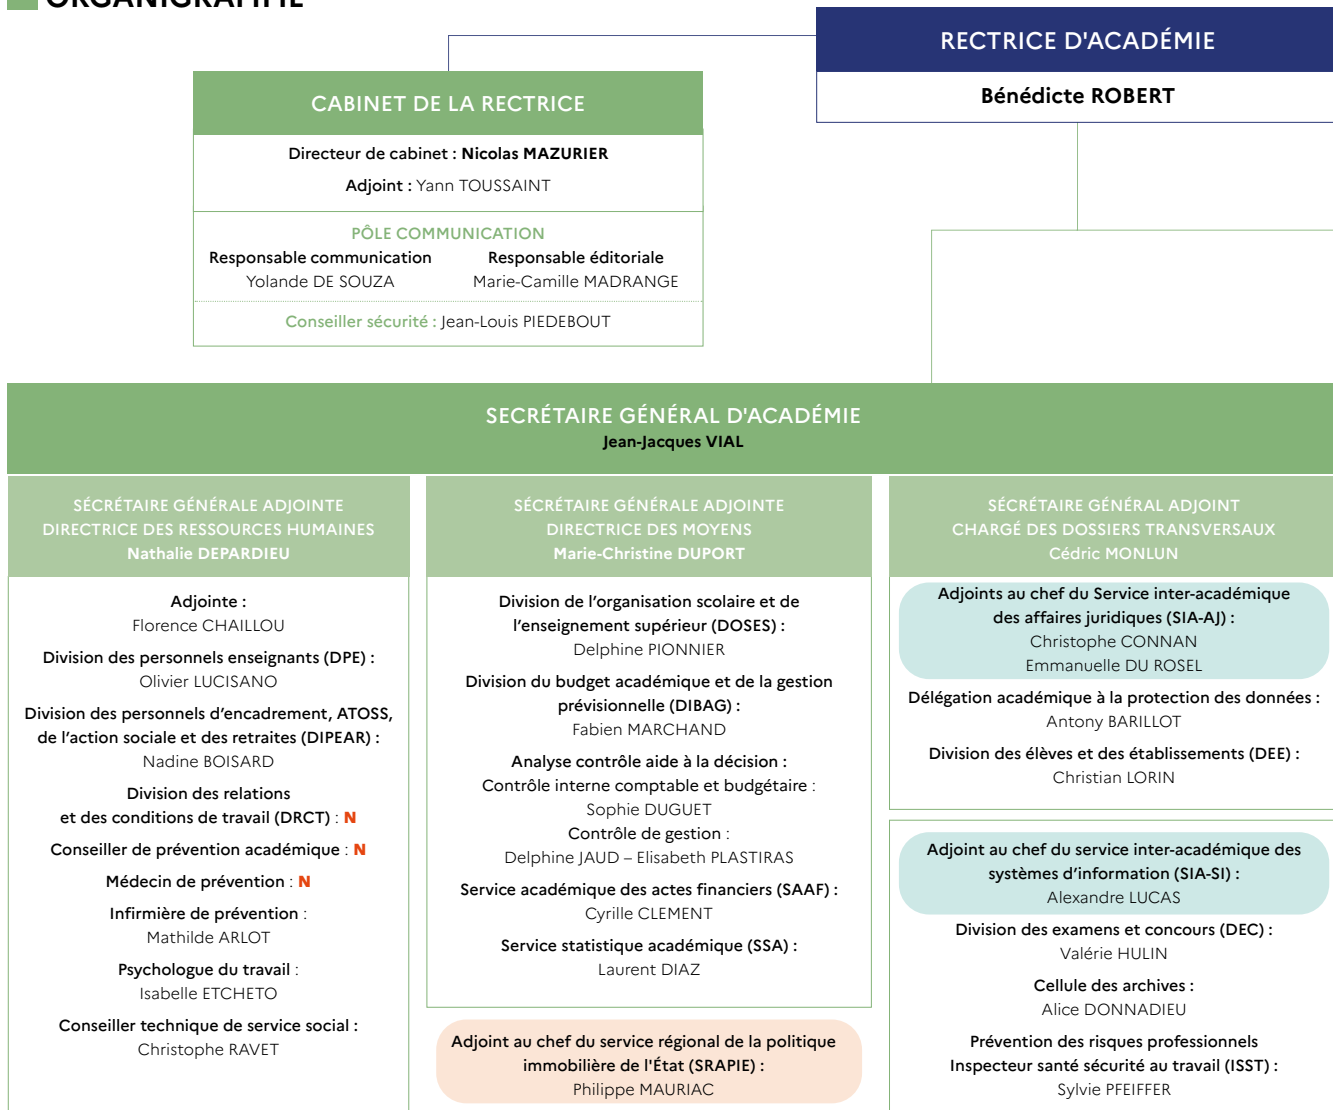 ORGANIGRAMME
RECTRICE D'ACADÉMIE
Bénédicte ROBERT
CABINET DE LA RECTRICE
Directeur de cabinet : Nicolas MAZURIER
Adjoint : Yann TOUSSAINT
PÔLE COMMUNICATION
Responsable communication
Yolande DE SOUZA
Responsable éditoriale
Marie-Camille MADRANGE
Conseiller sécurité : Jean-Louis PIEDEBOUT
SECRÉTAIRE GÉNÉRAL D'ACADÉMIE
Jean-Jacques VIAL
SÉCRÉTAIRE GÉNÉRALE ADJOINTE
DIRECTRICE DES RESSOURCES HUMAINES
Nathalie DEPARDIEU
Adjointe :
Florence CHAILLOU
Division des personnels enseignants (DPE) :
Olivier LUCISANO
Division des personnels d'encadrement, ATOSS,
de l'action sociale et des retraites (DIPEAR) :
Nadine BOISARD
Division des relations
et des conditions de travail (DRCT) : N
Conseiller de prévention académique : N
Médecin de prévention : N
Infirmière de prévention :
Mathilde ARLOT
Psychologue du travail :
Isabelle ETCHETO
Conseiller technique de service social :
Christophe RAVET
SÉCRÉTAIRE GÉNÉRALE ADJOINTE
DIRECTRICE DES MOYENS
Marie-Christine DUPORT
Division de l'organisation scolaire et de
l'enseignement supérieur (DOSES) :
Delphine PIONNIER
Division du budget académique et de la gestion
prévisionnelle (DIBAG) :
Fabien MARCHAND
Analyse contrôle aide à la décision :
Contrôle interne comptable et budgétaire :
Sophie DUGUET
Contrôle de gestion :
Delphine JAUD – Elisabeth PLASTIRAS
Service académique des actes financiers (SAAF) :
Cyrille CLEMENT
Service statistique académique (SSA) :
Laurent DIAZ
Adjoint au chef du service régional de la politique
immobilière de l'État (SRAPIE) :
Philippe MAURIAC
SÉCRÉTAIRE GÉNÉRAL ADJOINT
CHARGÉ DES DOSSIERS TRANSVERSAUX
Cédric MONLUN
Adjoints au chef du Service inter-académique
des affaires juridiques (SIA-AJ) :
Christophe CONNAN
Emmanuelle DU ROSEL
Délégation académique à la protection des données :
Antony BARILLOT
Division des élèves et des établissements (DEE) :
Christian LORIN
Adjoint au chef du service inter-académique des
systèmes d'information (SIA-SI) :
Alexandre LUCAS
Division des examens et concours (DEC) :
Valérie HULIN
Cellule des archives :
Alice DONNADIEU
Prévention des risques professionnels
Inspecteur santé sécurité au travail (ISST) :
Sylvie PFEIFFER